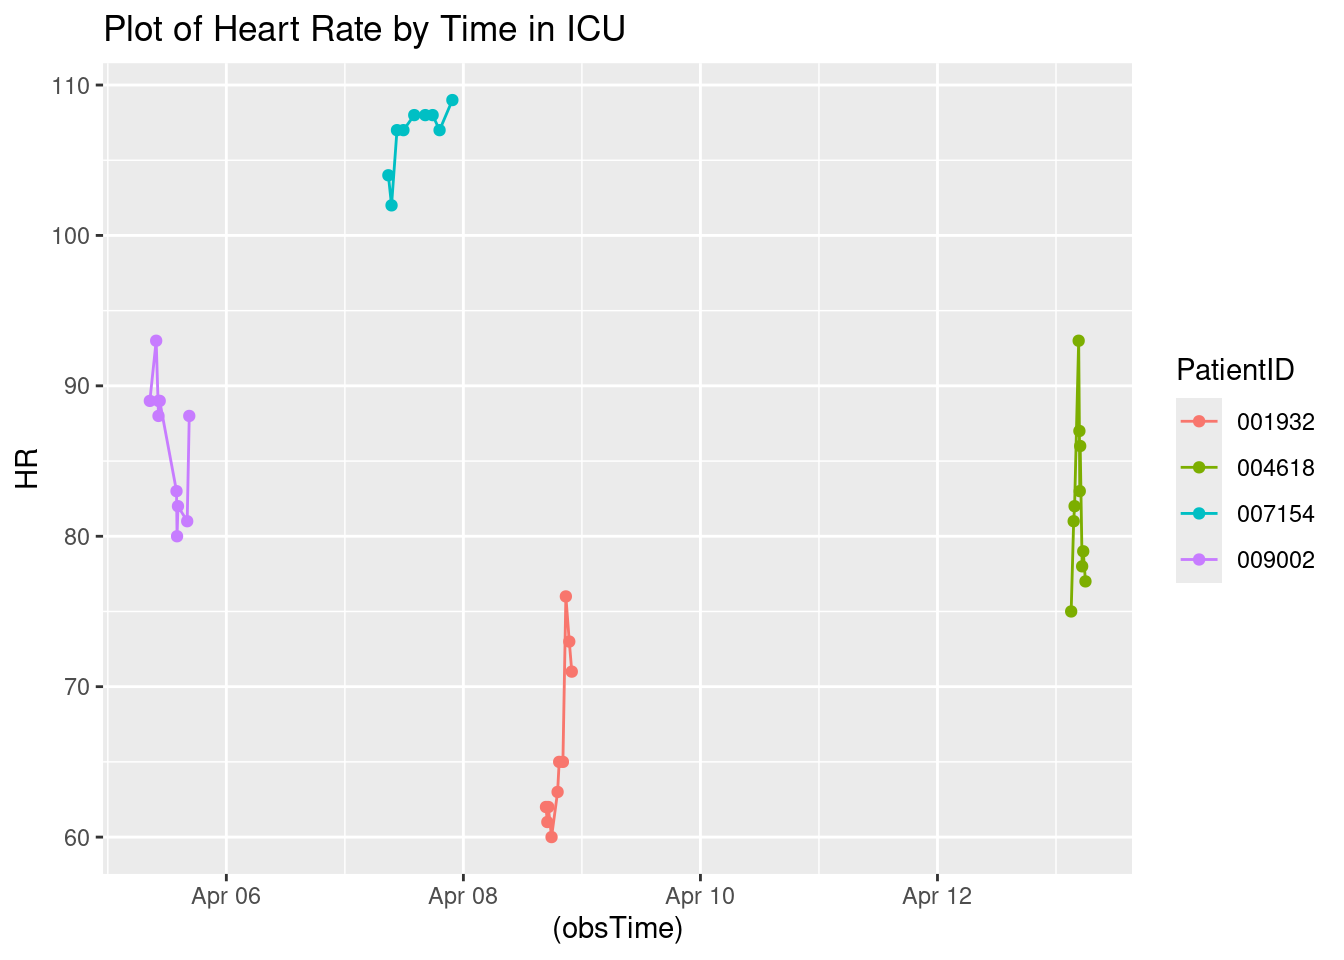 Plot of Heart Rate by Time in ICU
110
100
90
80
70
60
HR
Apr 06
Apr 08
Apr 10
Apr 12
(obsTime)
PatientID
001932
004618
007154
009002